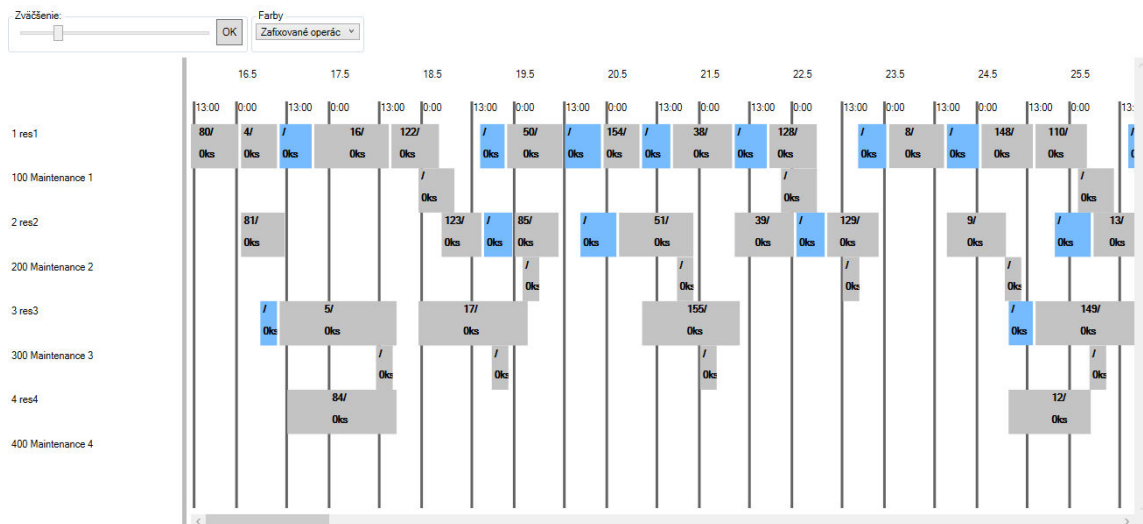 Zväčšenie:
OK
Farby
Zafixované operác
16.5 17.5 18.5 19.5 20.5 21.5 22.5 23.5 24.5 25.5
13:00 0:00 13:00 0:00 13:00 0:00 13:00 0:00 13:00 0:00 13:00 0:00 13:00 0:00 13:00 0:00 13:00 0:00 13:00 0:00 13:
1 res1
80/ 4/ / 16/ 122/ / 50/ / 154/ / 38/ / 128/ / 8/ / 148/ 110/ /
0ks 0ks 0ks 0ks 0ks 0ks 0ks 0ks 0ks 0ks 0ks 0ks 0ks 0ks 0ks 0ks 0ks 0ks
100 Maintenance 1
/ / /
0ks 0ks 0ks
2 res2
81/ 123/ / 85/ / 51/ 39/ / 129/ 9/ / 13/
0ks 0ks 0ks 0ks 0ks 0ks 0ks 0ks 0ks 0ks 0ks 0ks
200 Maintenance 2
/ / / /
0ks 0ks 0ks 0ks
3 res3
/ 5/ 17/ 155/ / 149/
0ks 0ks 0ks 0ks 0ks 0ks
300 Maintenance 3
/ / / /
0ks 0ks 0ks 0ks
4 res4
84/ 12/
0ks 0ks
400 Maintenance 4